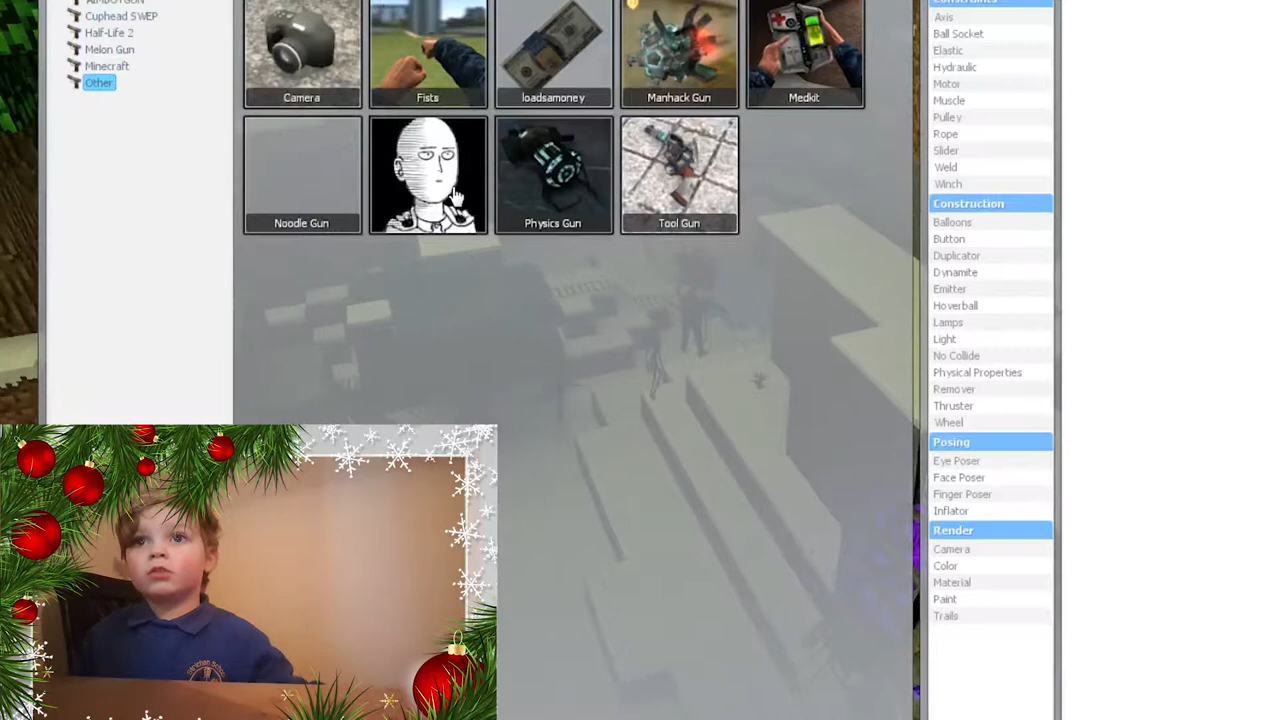 Cuphead SWEP
Half-Life 2
Melon Gun
Minecraft
Other
Camera
Fists
loadsamoney
Manhack Gun
Medkit
Noodle Gun
Physics Gun
Tool Gun
Constraints
Axis
Ball Socket
Elastic
Hydraulic
Motor
Muscle
Pulley
Rope
Slider
Weld
Winch
Construction
Balloons
Button
Duplicator
Dynamite
Emitter
Hoverball
Lamps
Light
No Collide
Physical Properties
Remover
Thruster
Wheel
Posing
Eye Poser
Face Poser
Finger Poser
Inflator
Render
Camera
Color
Material
Paint
Trails